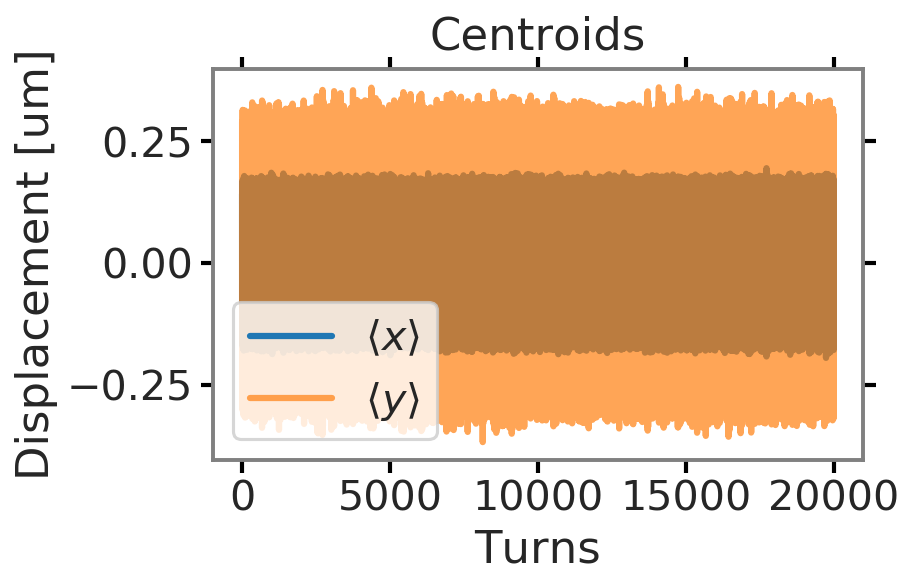 Centroids
Displacement [um]
0.25
0.00
−0.25
⟨x⟩
⟨y⟩
0 5000 10000 15000 20000
Turns